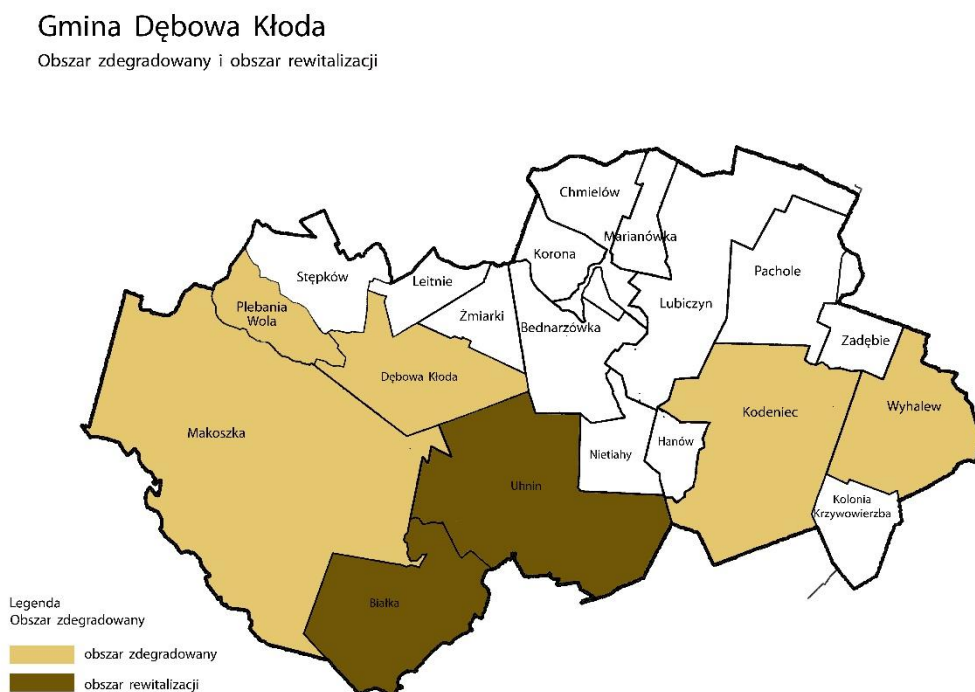 Gmina Dębowa Kłoda
Obszar zdegradowany i obszar rewitalizacji
Chmielów
Marianówka
Korona
Pachole
Stępków
Leitnie
Lubiczyn
Plebania
Wola
Żmiarki
Bednarzówka
Zadębie
Dębowa Kłoda
Kodeniec
Wyhalew
Makoszka
Hanów
Nietiahy
Uhnin
Kolonia
Krzywowierzba
Białka
Legenda
Obszar zdegradowany
obszar zdegradowany
obszar rewitalizacji